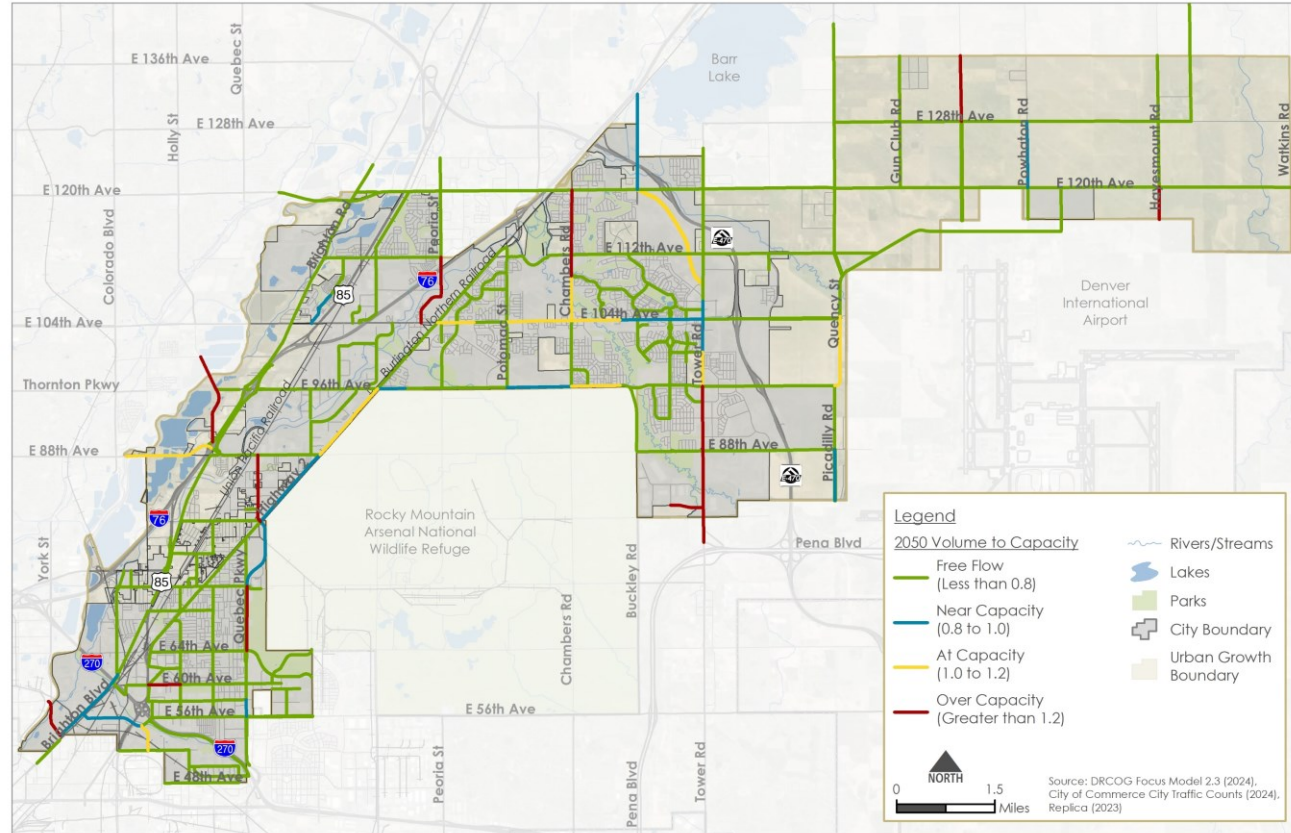 Quebec St
E 136th Ave
Barr
Lake
E 128th Ave
Holly St
Gun Club Rd
E 128th Ave
Powhaton Rd
Hayesmount Rd
Watkins Rd
E 120th Ave
E 120th Ave
Colorado Blvd
Brighton Rd
Peoria St
Chambers Rd
E 112th Ave
E-470
76
85
Burlington Northern Railroad
Denver
International
Airport
E 104th Ave
E 104th Ave
Potomac St
Tower Rd
Quency St
Thornton Pkwy
E 96th Ave
Union Pacific Railroad
E 88th Ave
E 88th Ave
Picadilly Rd
E-470
Highway 2
76
York St
Rocky Mountain
Arsenal National
Wildlife Refuge
Pena Blvd
85
Quebec Pkwy
Chambers Rd
Buckley Rd
E 64th Ave
270
E 60th Ave
E 56th Ave
E 56th Ave
Brighton Blvd
270
E 48th Ave
Peoria St
Pena Blvd
Tower Rd
Legend
2050 Volume to Capacity
Free Flow
(Less than 0.8)
Near Capacity
(0.8 to 1.0)
At Capacity
(1.0 to 1.2)
Over Capacity
(Greater than 1.2)
Rivers/Streams
Lakes
Parks
City Boundary
Urban Growth
Boundary
NORTH
0 1.5
Miles
Source: DRCOG Focus Model 2.3 (2024),
City of Commerce City Traffic Counts (2024),
Replica (2023)